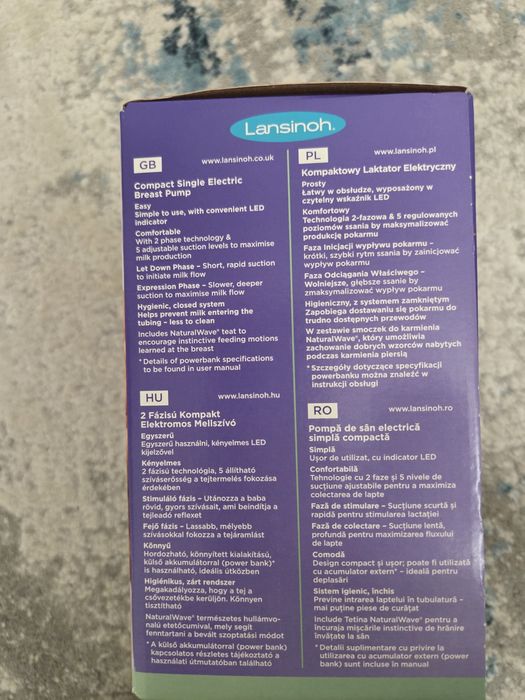 Lansinoh®
GB
www.lansinoh.co.uk
Compact Single Electric
Breast Pump
Easy
Simple to use, with convenient LED
indicator
Comfortable
With 2 phase technology &
5 adjustable suction levels to maximise
milk production
Let Down Phase – Short, rapid suction
to initiate milk flow
Expression Phase – Slower, deeper
suction to maximise milk flow
Hygienic, closed system
Helps prevent milk entering the
tubing – less to clean
Includes NaturalWave® teat to
encourage instinctive feeding motions
learned at the breast
* Details of powerbank specifications
to be found in user manual
PL
www.lansinoh.pl
Kompaktowy Laktator Elektryczny
Prosty
Łatwy w obsłudze, wyposażony w
czytelny wskaźnik LED
Komfortowy
Technologia 2-fazowa & 5 regulowanych
poziomów ssania by maksymalizować
produkcję pokarmu
Faza Inicjacji wypływu pokarmu –
krótki, szybki rytm ssania by zainicjować
wypływ pokarmu
Faza Odciągania Właściwego –
Wolniejsze, głębsze ssanie by
zmaksymalizować wypływ pokarmu
Higieniczny, z systemem zamkniętym
Zapobiega dostawaniu się pokarmu do
trudno dostępnych przewodów
W zestawie smoczek do karmienia
NaturalWave®, który umożliwia
zachowanie dobrych wzorców nabytych
podczas karmienia piersią
* Szczegóły dotyczące specyfikacji
powerbanku można znaleźć w
instrukcji obsługi
HU
www.lansinoh.hu
2 Fázisú Kompakt
Elektromos Mellszívó
Egyszerű
Egyszerű használni, kényelmes LED
kijelzővel
Kényelmes
2 fázisú technológia, 5 állítható
szíváserősség a tejtermelés fokozása
érdekében
Stimuláló fázis – Utánozza a baba
rövid, gyors szívásait, ami beindítja a
tejleadó reflexet
Fejő fázis – Lassabb, mélyebb
szívásokkal fokozza a tejáramlást
Könnyű
Hordozható, könnyített kialakítású,
külső akkumulátorral (power bank)*
is használható, ideális útközben
Higiénikus, zárt rendszer
Megakadályozza, hogy a tej a
csővezetékbe kerüljön. Könnyen
tisztítható
NaturalWave® természetes hullámvo-
nalú etetőcumival, mely segít
fenntartani a bevált szoptatási módot
* A külső akkumulátorral (power bank)
kapcsolatos részletes tájékoztató a
használati útmutatóban található
RO
www.lansinoh.ro
Pompă de sân electrică
simplă compactă
Simplă
Ușor de utilizat, cu indicator LED
Confortabilă
Tehnologie cu 2 faze și 5 nivele de
sucțiune ajustabile pentru a maximiza
colectarea de lapte
Fază de stimulare – Sucțiune scurtă și
rapidă pentru stimularea lactației
Fază de colectare – Sucțiune lentă,
profundă pentru maximizarea fluxului
de lapte
Comodă
Design compact și ușor; poate fi utilizată
cu acumulator extern* – ideală pentru
deplasări
Sistem igienic, închis
Previne intrarea laptelui în tubulatură –
mai puține piese de curățat
Include Tetina NaturalWave® pentru a
încuraja mișcările instinctive de hrănire
învățate la sân
* Detalii suplimentare cu privire la
utilizarea cu acumulator extern (power
bank) sunt incluse în manual